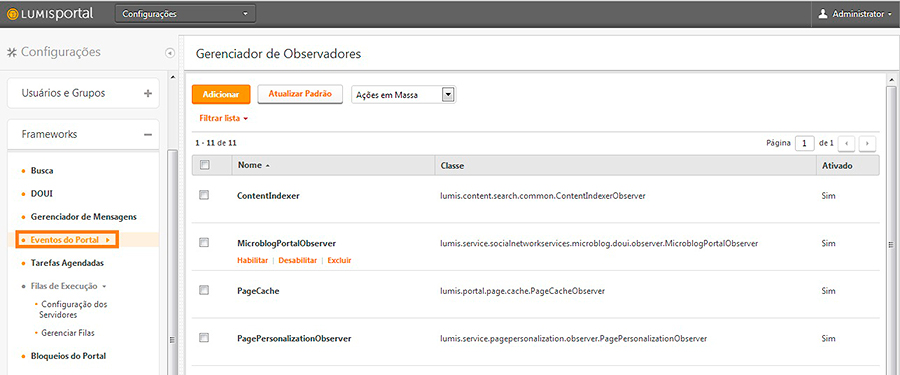 LUMISPORTAL
Configurações
Administrator
Configurações
Usuários e Grupos
Frameworks
Busca
DOUI
Gerenciador de Mensagens
Eventos do Portal
Tarefas Agendadas
Filas de Execução
Configuração dos
Servidores
Gerenciar Filas
Bloqueios do Portal
Gerenciador de Observadores
Adicionar Atualizar Padrão Ações em Massa
Filtrar lista
1 - 11 de 11 Página 1 de 1
Nome Classe Ativado
ContentIndexer lumis.content.search.common.ContentIndexerObserver Sim
MicroblogPortalObserver lumis.service.socialnetworkservices.microblog.doui.observer.MicroblogPortalObserver Sim
Habilitar | Desabilitar | Excluir
PageCache lumis.portal.page.cache.PageCacheObserver Sim
PagePersonalizationObserver lumis.service.pagepersonalization.observer.PagePersonalizationObserver Sim